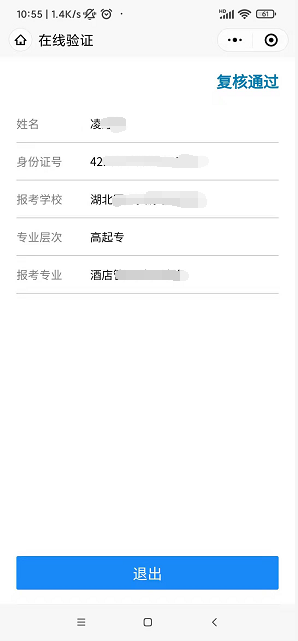 10:55 | 1.4K/s
HD 61
在线验证
复核通过
姓名 凌
身份证号 42
报考学校 湖北
专业层次 高起专
报考专业 酒店
退出